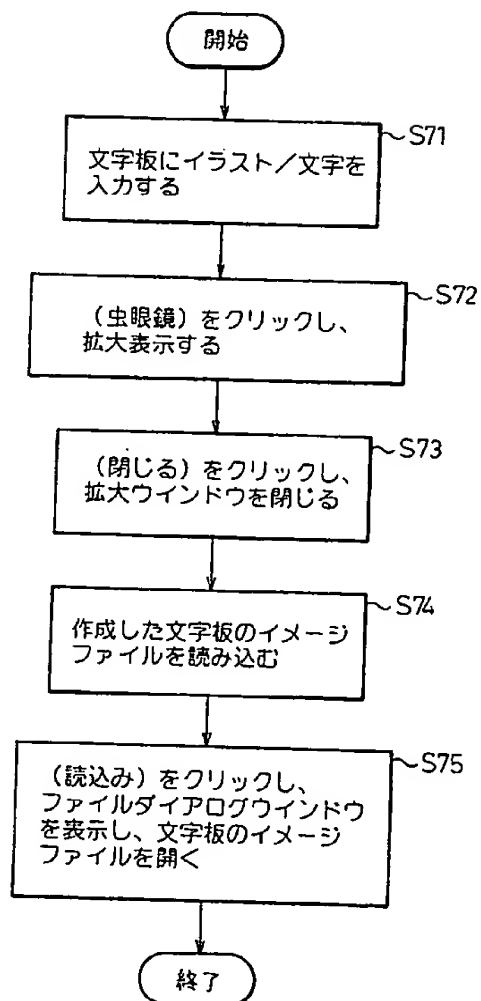 開始
S71
文字板にイラスト／文字を
入力する
S72
（虫眼鏡）をクリックし、
拡大表示する
S73
（閉じる）をクリックし、
拡大ウインドウを閉じる
S74
作成した文字板のイメージ
ファイルを読み込む
S75
（読込み）をクリックし、
ファイルダイアログウインドウ
を表示し、文字板のイメージ
ファイルを開く
終了